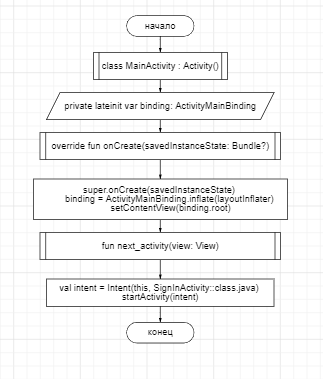 начало
class MainActivity : Activity()
private lateinit var binding: ActivityMainBinding
override fun onCreate(savedInstanceState: Bundle?)
super.onCreate(savedInstanceState)
binding = ActivityMainBinding.inflate(layoutInflater)
setContentView(binding.root)
fun next_activity(view: View)
val intent = Intent(this, SignInActivity::class.java)
startActivity(intent)
конец